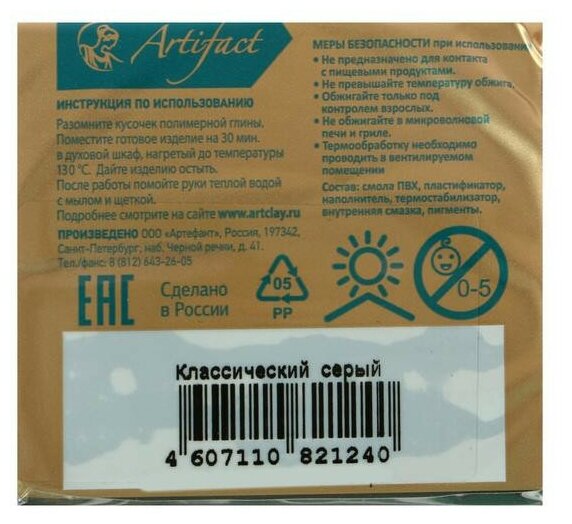 Artifact
ИНСТРУКЦИЯ ПО ИСПОЛЬЗОВАНИЮ
Разомните кусочек полимерной глины.
Поместите готовое изделие на 30 мин.
в духовой шкаф, нагретый до температуры
130 °C. Дайте изделию остыть.
После работы помойте руки теплой водой
с мылом и щеткой.
Подробнее смотрите на сайте www.artclay.ru
ПРОИЗВЕДЕНО ООО «Артефакт», Россия, 197342,
Санкт-Петербург, наб. Черной речки, д. 41.
Тел./факс: 8 (812) 643-26-05
МЕРЫ БЕЗОПАСНОСТИ при использовании
• Не предназначено для контакта
с пищевыми продуктами.
• Не превышайте температуру обжига.
• Обжигайте только под
контролем взрослых.
• Не обжигайте в микроволновой
печи и гриле.
• Термообработку необходимо
проводить в вентилируемом
помещении
Состав: смола ПВХ, пластификатор,
наполнитель, термостабилизатор,
внутренняя смазка, пигменты.
EAC
Сделано
в России
05
PP
0-5
Классический серый
4 607110 821240